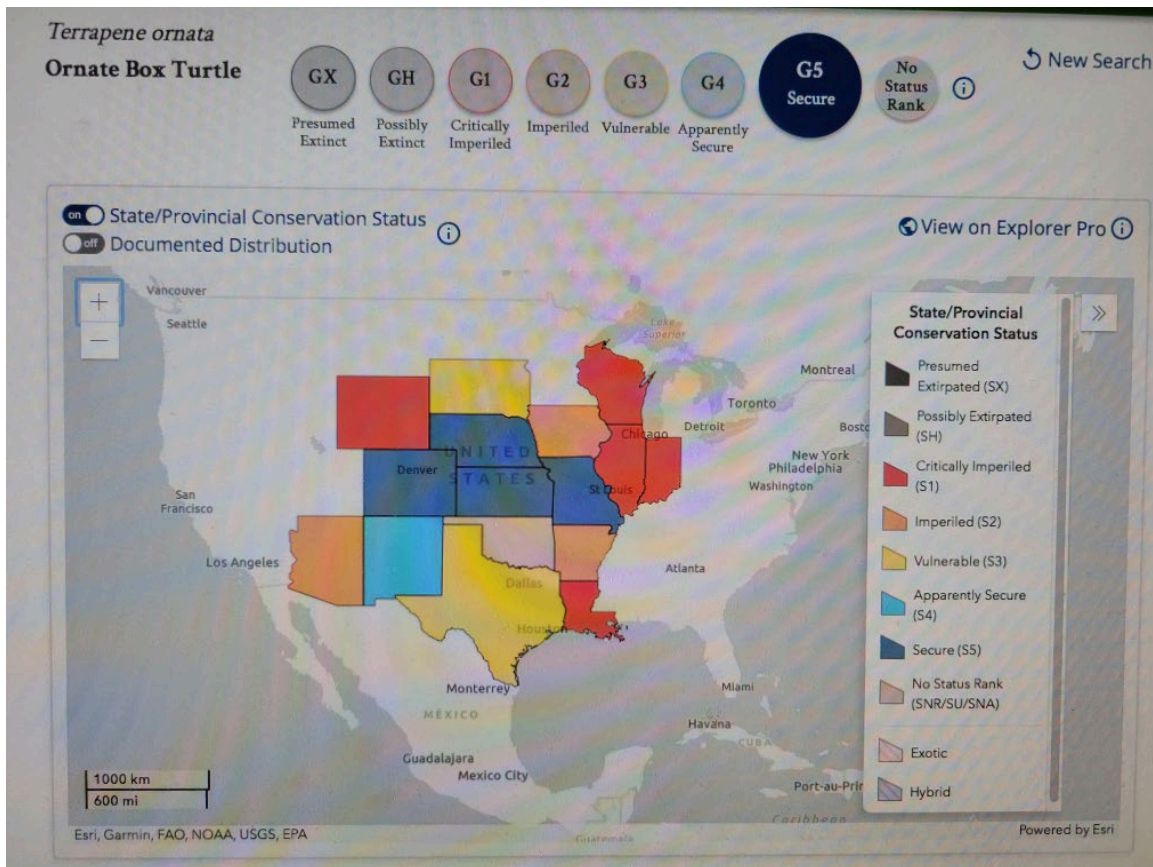 Terrapene ornata
Ornate Box Turtle
GX
Presumed
Extinct
GH
Possibly
Extinct
G1
Critically
Imperiled
G2
Imperiled
G3
Vulnerable
G4
Apparently
Secure
G5
Secure
No
Status
Rank
New Search
on State/Provincial Conservation Status
off Documented Distribution
View on Explorer Pro
+
−
Vancouver
Seattle
Lake
Superior
Montreal
Toronto
Detroit
Chicago
Bosto
New York
Philadelphia
Washington
UNITED
STATES
Denver
St Louis
San
Francisco
Los Angeles
Atlanta
Dallas
Houston
Monterrey
MÉXICO
Miami
Havana
CUBA
Guadalajara
Mexico City
Port-au-Prin
Caribbean
Guatemala
State/Provincial
Conservation Status
Presumed
Extirpated (SX)
Possibly Extirpated
(SH)
Critically Imperiled
(S1)
Imperiled (S2)
Vulnerable (S3)
Apparently Secure
(S4)
Secure (S5)
No Status Rank
(SNR/SU/SNA)
Exotic
Hybrid
1000 km
600 mi
Esri, Garmin, FAO, NOAA, USGS, EPA
Powered by Esri